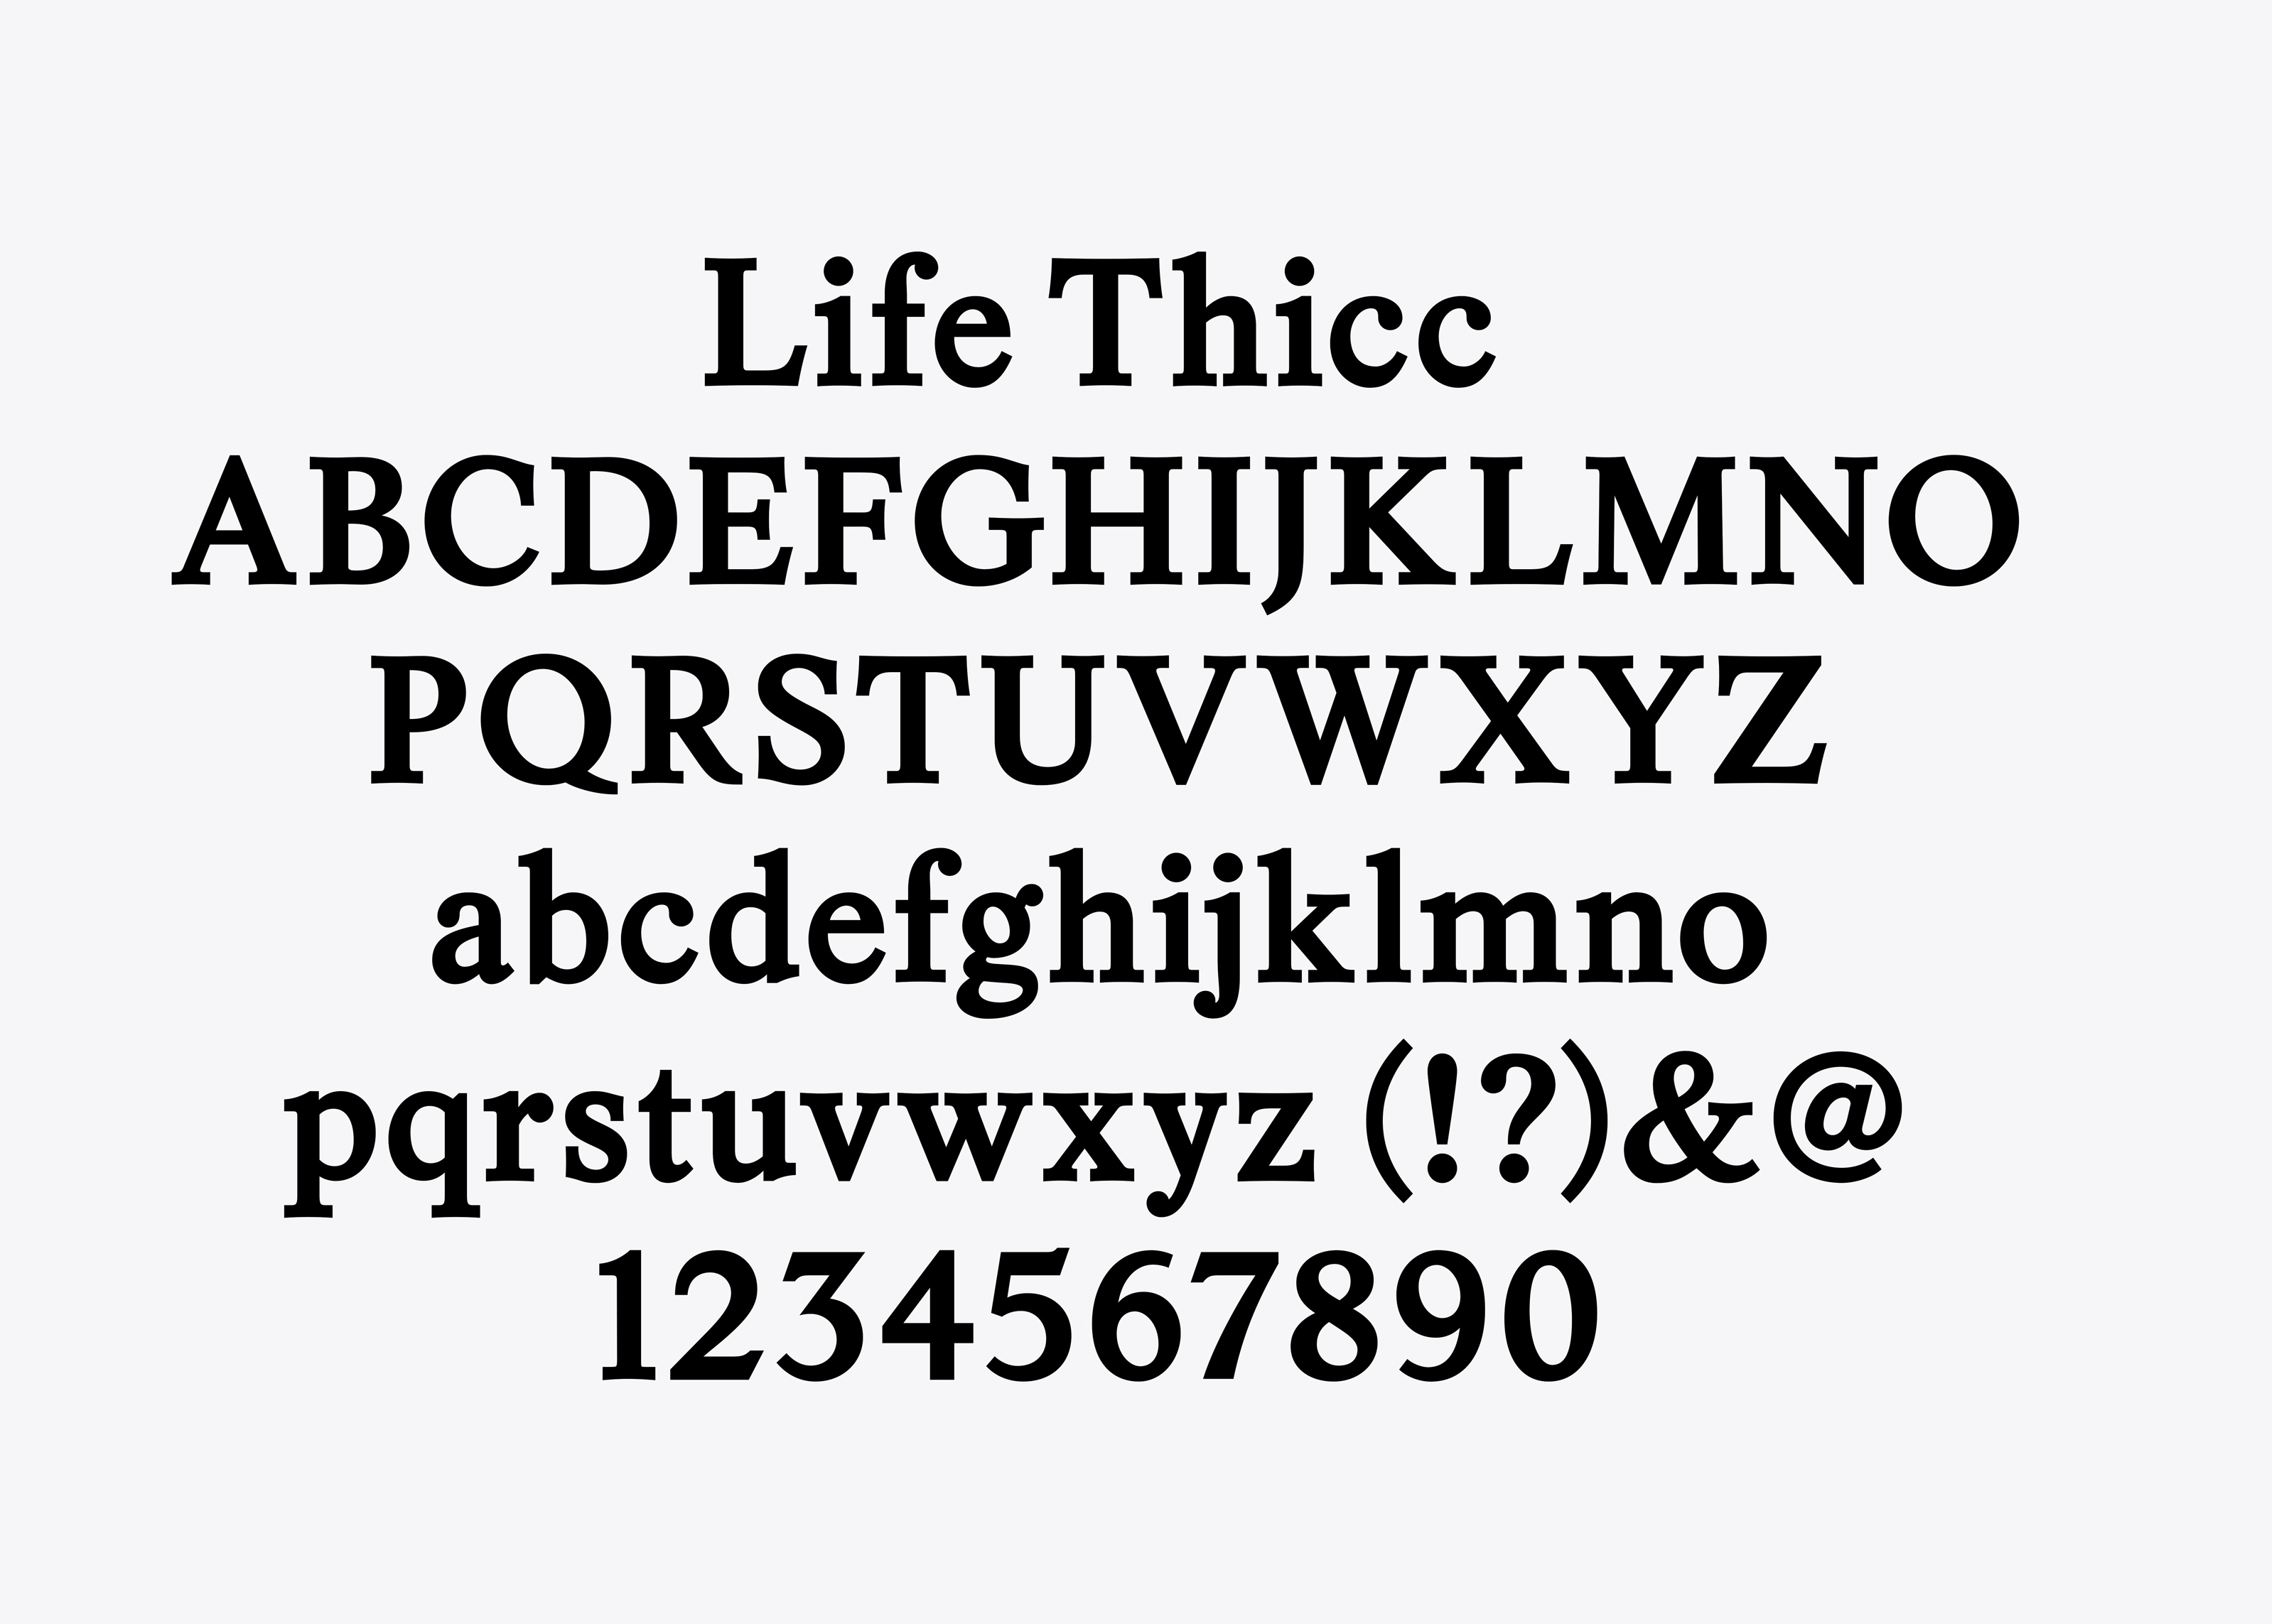 Life Thicc
ABCDEFGHIJKLMNO
PQRSTUVWXYZ
abcdefghijklmno
pqrstuvwxyz (!?)&@
1234567890